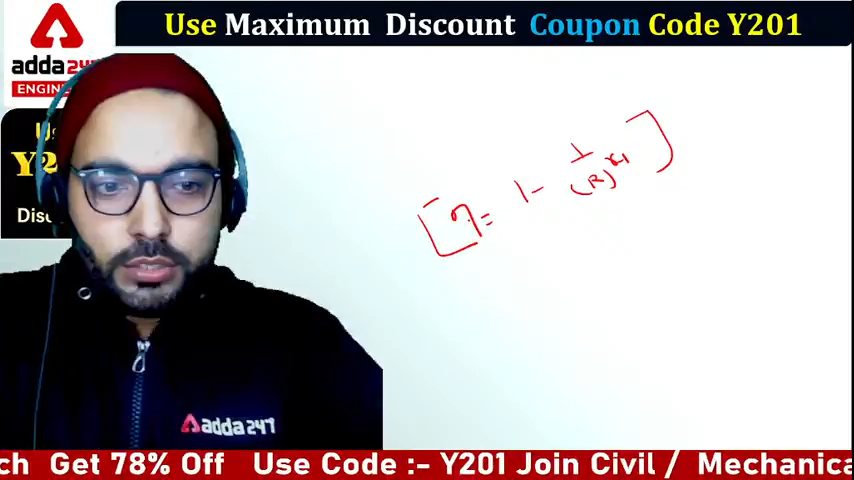 Use Maximum Discount Coupon Code Y201
adda247
ENGINE
U
Y2
Disc
[η = 1 - 1/(R)^γ-1]
adda247
ch Get 78% Off Use Code :- Y201 Join Civil / Mechanica